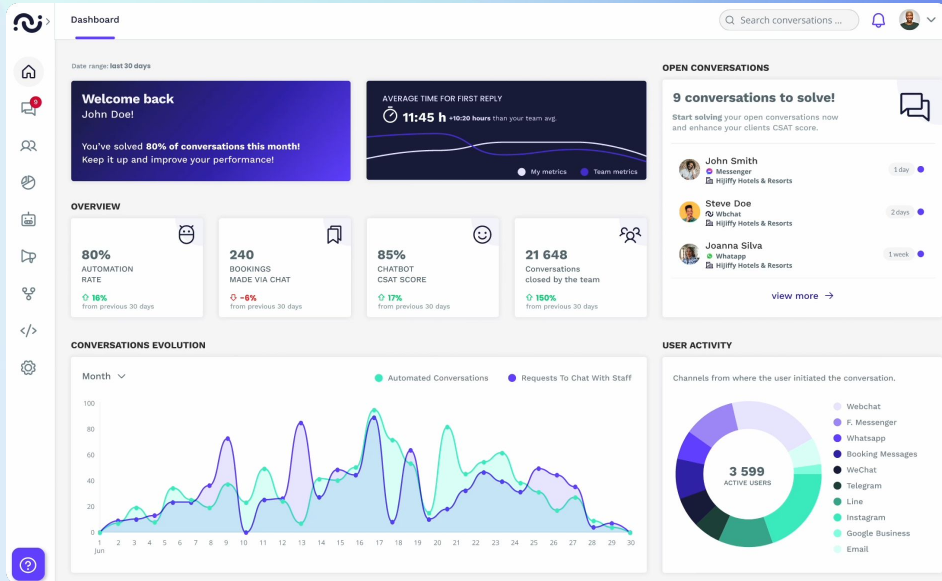 Dashboard
Search conversations ...
Date range: last 30 days
Welcome back
John Doe!
You've solved 80% of conversations this month!
Keep it up and improve your performance!
AVERAGE TIME FOR FIRST REPLY
11:45 h +10:20 hours than your team avg.
My metrics
Team metrics
9
OVERVIEW
80%
AUTOMATION
RATE
16%
from previous 30 days
240
BOOKINGS
MADE VIA CHAT
-6%
from previous 30 days
85%
CHATBOT
CSAT SCORE
17%
from previous 30 days
21 648
Conversations
closed by the team
150%
from previous 30 days
OPEN CONVERSATIONS
9 conversations to solve!
Start solving your open conversations now
and enhance your clients CSAT score.
John Smith
Messenger
Hijiffy Hotels & Resorts
1 day
Steve Doe
Wbchat
Hijiffy Hotels & Resorts
2 days
Joanna Silva
Whatapp
Hijiffy Hotels & Resorts
1 week
view more
CONVERSATIONS EVOLUTION
Month
Automated Conversations
Requests To Chat With Staff
100
80
60
40
20
0
1 2 3 4 5 6 7 8 9 10 11 12 13 14 15 16 17 18 19 20 21 22 23 24 25 26 27 28 29 30
Jun
USER ACTIVITY
Channels from where the user initiated the conversation.
3 599
ACTIVE USERS
Webchat
F. Messenger
Whatsapp
Booking Messages
WeChat
Telegram
Line
Instagram
Google Business
Email